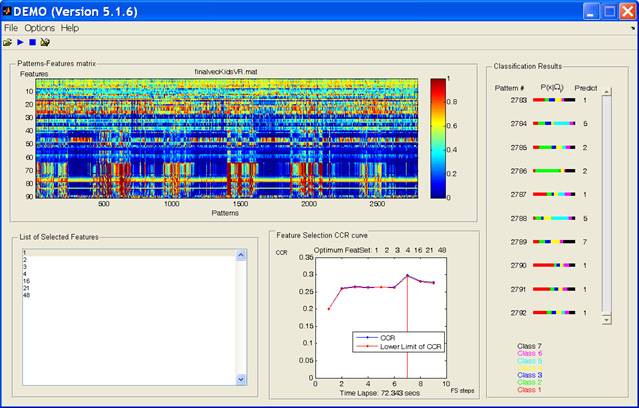 DEMO (Version 5.1.6)
File Options Help
Patterns-Features matrix
Features
finalvecKidsVR.mat
10
20
30
40
50
60
70
80
90
500 1000 1500 2000 2500
Patterns
1
0.8
0.6
0.4
0.2
0
List of Selected Features
1
2
3
4
16
21
48
Feature Selection CCR curve
CCR
Optimum FeatSet: 1 2 3 4 16 21 48
0.35
0.3
0.25
0.2
0.15
0.1
0.05
0
CCR
Lower Limit of CCR
0 2 4 6 8 10
FS steps
Time Lapse: 72.343 secs
Classification Results
Pattern # P(x|Ωi) Predict
2783 1
2784 5
2785 2
2786 2
2787 1
2788 5
2789 7
2790 1
2791 1
2792 1
Class 7
Class 6
Class 5
Class 4
Class 3
Class 2
Class 1